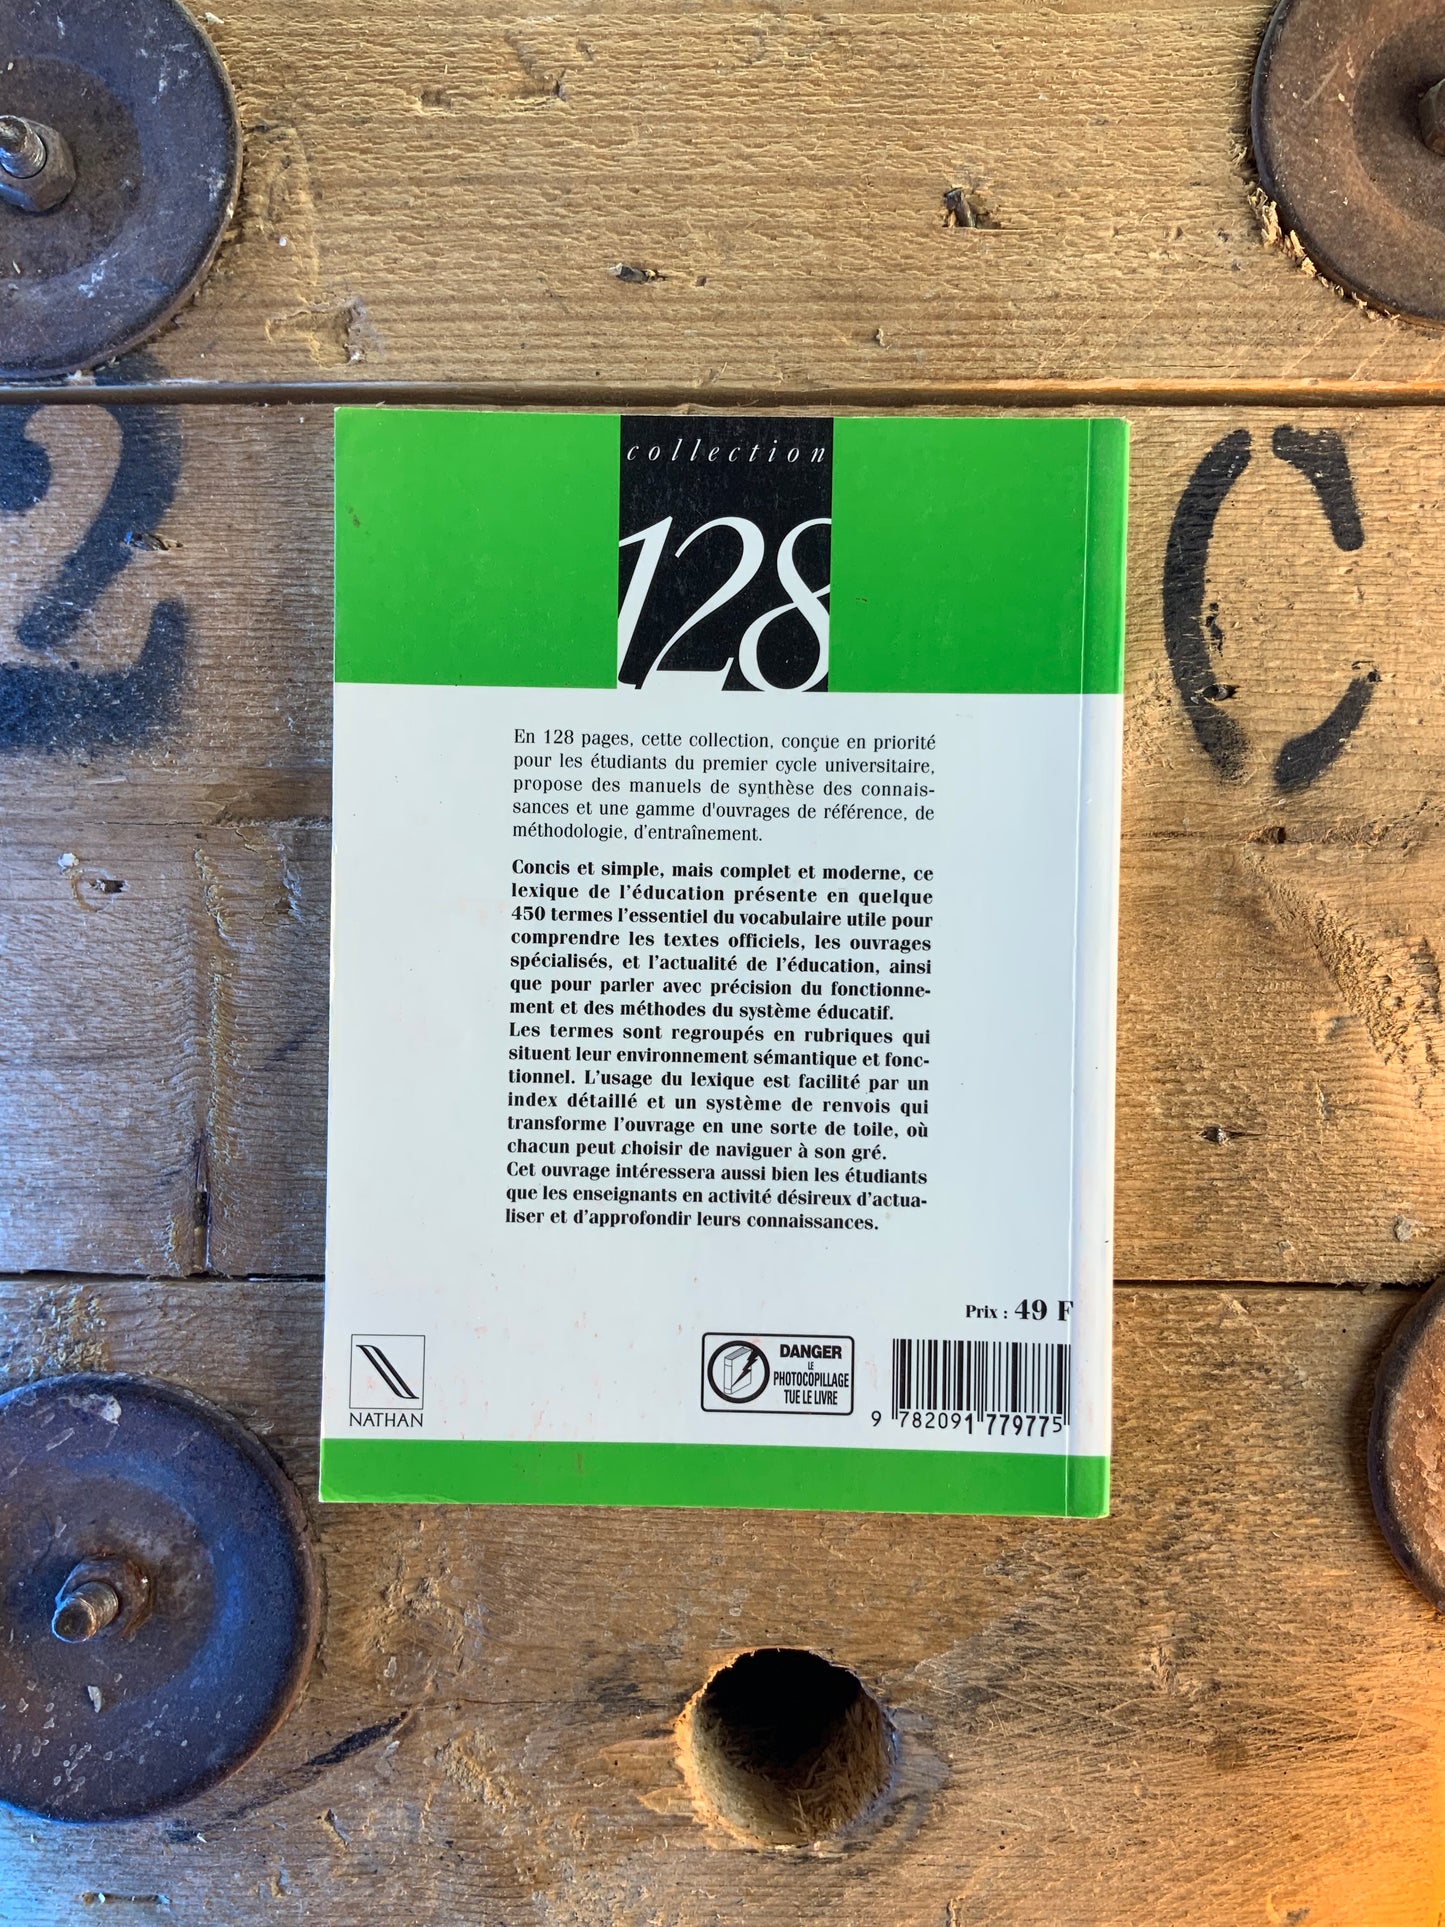 collection
128
2
C
En 128 pages, cette collection, conçue en priorité
pour les étudiants du premier cycle universitaire,
propose des manuels de synthèse des connais-
sances et une gamme d'ouvrages de référence, de
méthodologie, d'entraînement.
Concis et simple, mais complet et moderne, ce
lexique de l'éducation présente en quelque
450 termes l'essentiel du vocabulaire utile pour
comprendre les textes officiels, les ouvrages
spécialisés, et l'actualité de l'éducation, ainsi
que pour parler avec précision du fonctionne-
ment et des méthodes du système éducatif.
Les termes sont regroupés en rubriques qui
situent leur environnement sémantique et fonc-
tionnel. L'usage du lexique est facilité par un
index détaillé et un système de renvois qui
transforme l'ouvrage en une sorte de toile, où
chacun peut choisir de naviguer à son gré.
Cet ouvrage intéressera aussi bien les étudiants
que les enseignants en activité désireux d'actua-
liser et d'approfondir leurs connaissances.
Prix : 49 F
NATHAN
DANGER
LE
PHOTOCOPILLAGE
TUE LE LIVRE
9 782091 779775